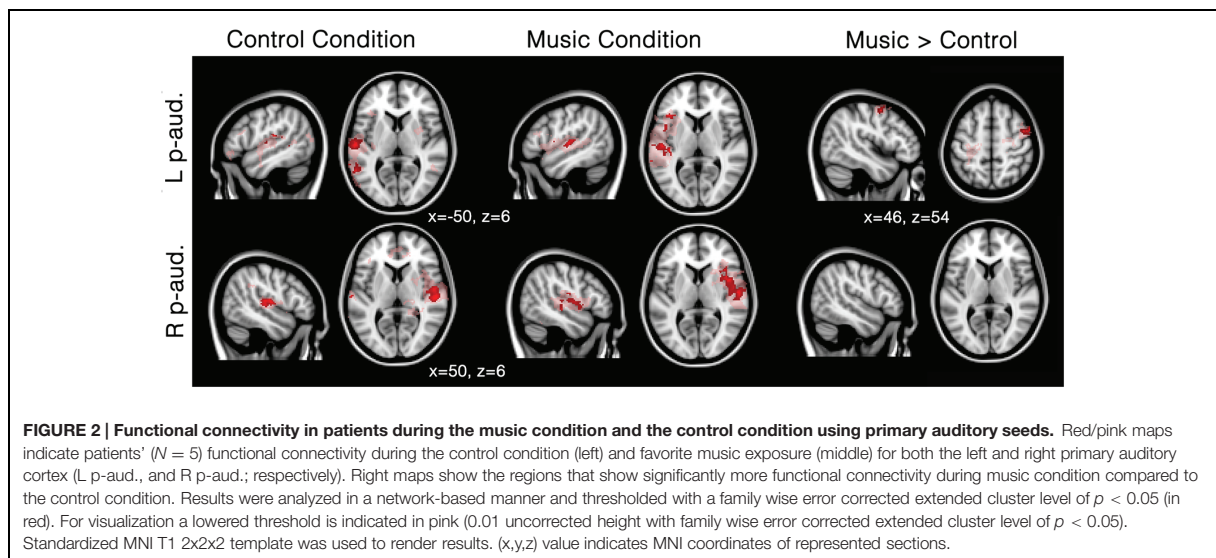 Control Condition Music Condition Music > Control
L p-aud.
x=-50, z=6 x=46, z=54
R p-aud.
x=50, z=6
FIGURE 2 | Functional connectivity in patients during the music condition and the control condition using primary auditory seeds. Red/pink maps
indicate patients’ (N = 5) functional connectivity during the control condition (left) and favorite music exposure (middle) for both the left and right primary auditory
cortex (L p-aud., and R p-aud.; respectively). Right maps show the regions that show significantly more functional connectivity during music condition compared to
the control condition. Results were analyzed in a network-based manner and thresholded with a family wise error corrected extended cluster level of p < 0.05 (in
red). For visualization a lowered threshold is indicated in pink (0.01 uncorrected height with family wise error corrected extended cluster level of p < 0.05).
Standardized MNI T1 2x2x2 template was used to render results. (x,y,z) value indicates MNI coordinates of represented sections.